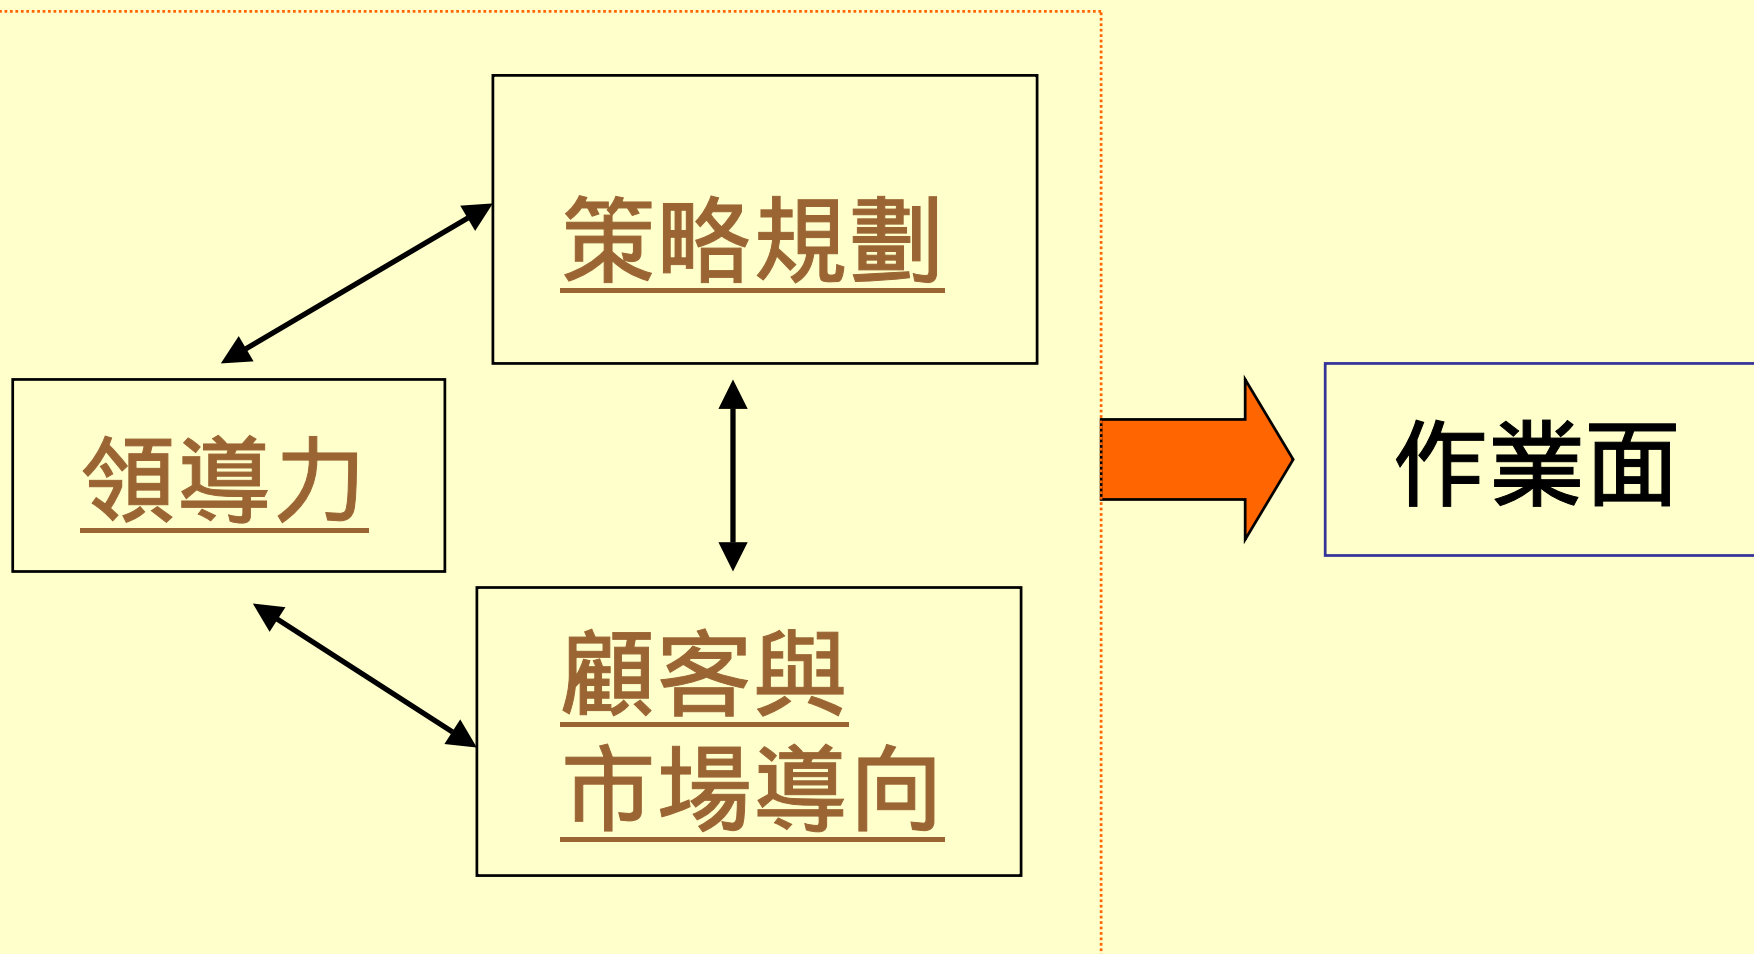 策略規劃
領導力
作業面
顧客與
市場導向